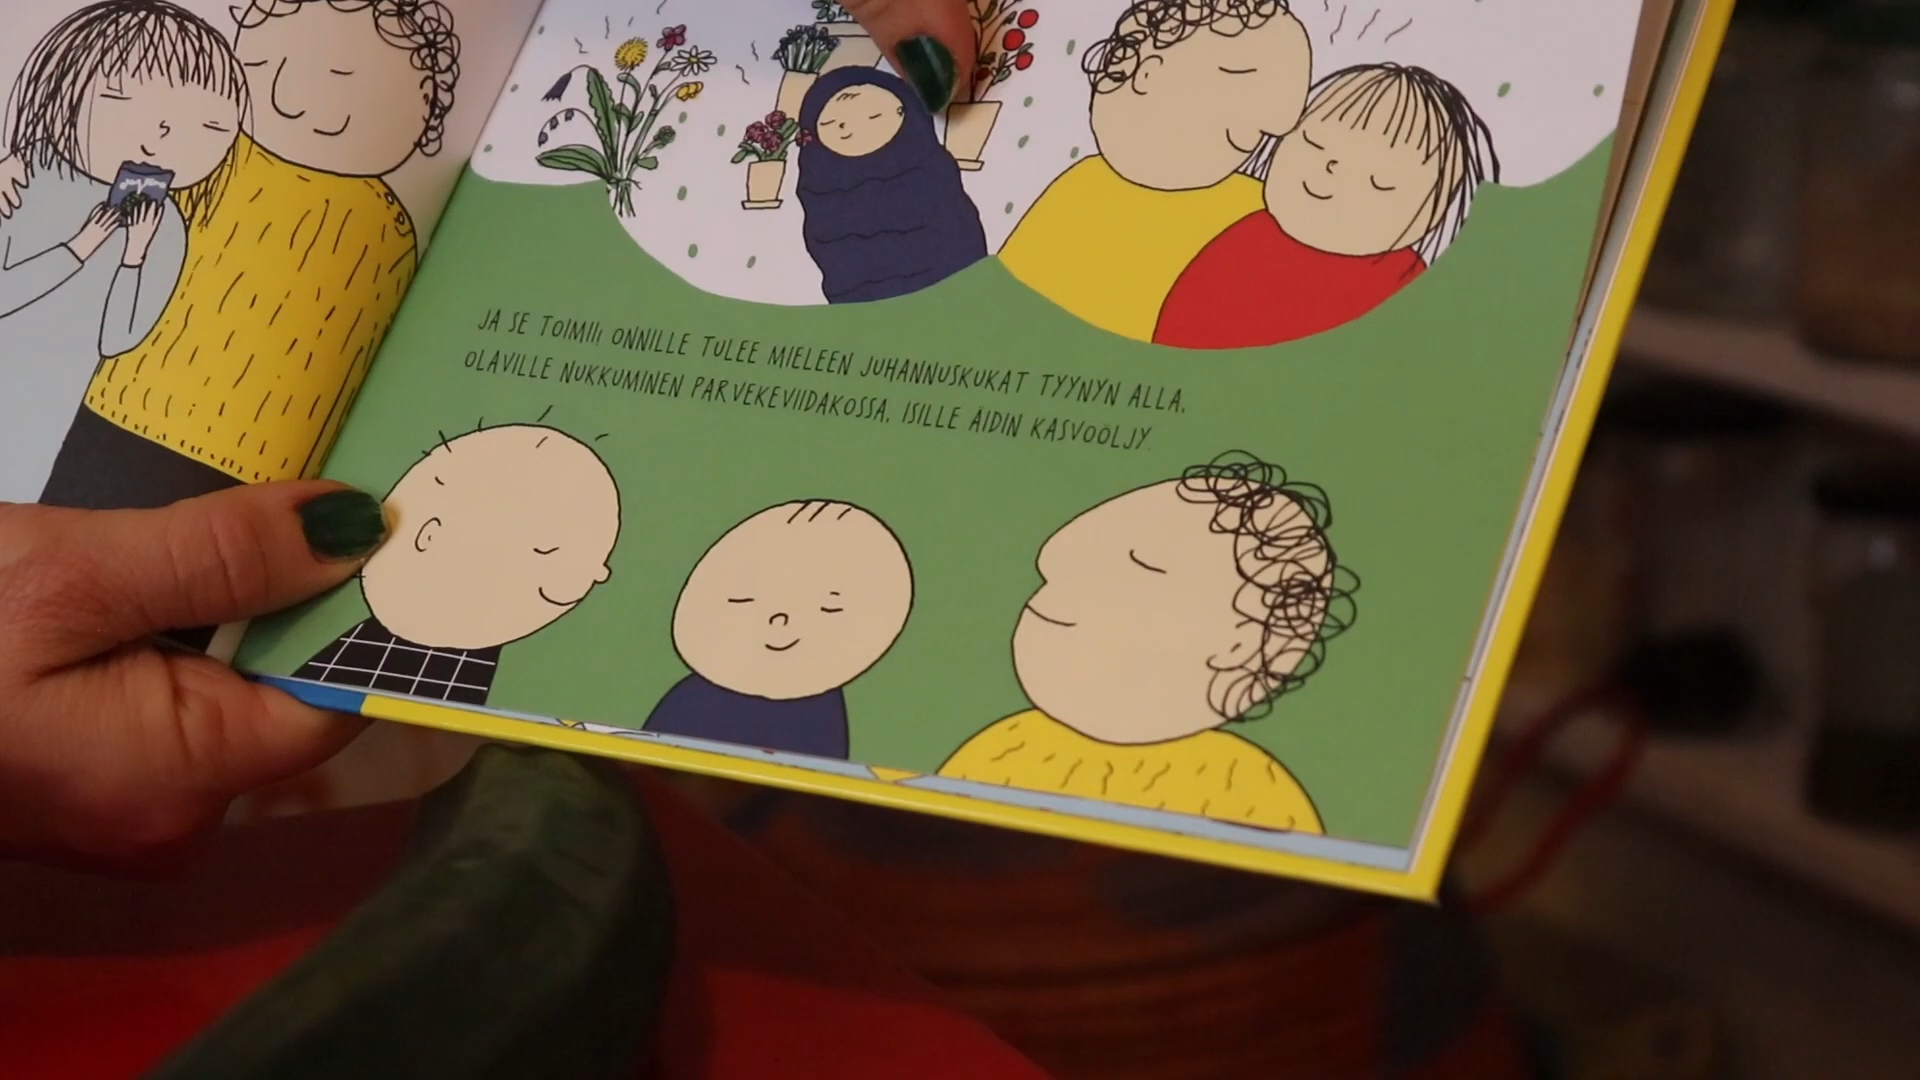 JA SE TOIMII! ONNILLE TULEE MIELEEN JUHANNUSKUKAT TYYNYN ALLA,
OLAVILLE NUKKUMINEN PARVEKEVIIDAKOSSA, ISILLE ÄIDIN KASVOÖLJY.